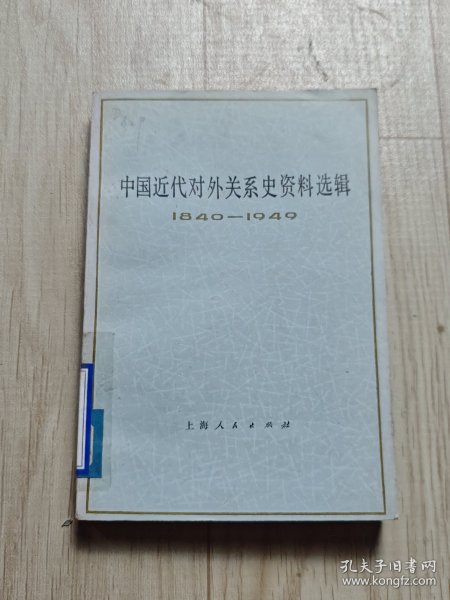 中国近代对外关系史资料选辑
1840—1949
上海人民出版社
孔夫子旧书网
www.kongfz.com